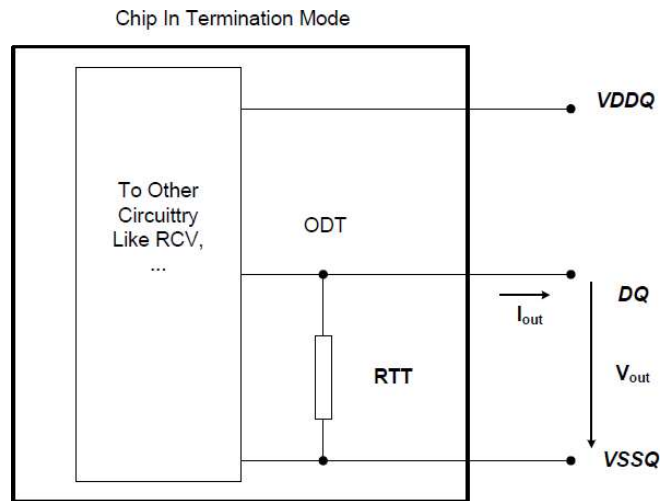 Chip In Termination Mode
VDDQ
To Other
Circuittry
Like RCV,
...
ODT
DQ
Iout
RTT
Vout
VSSQ